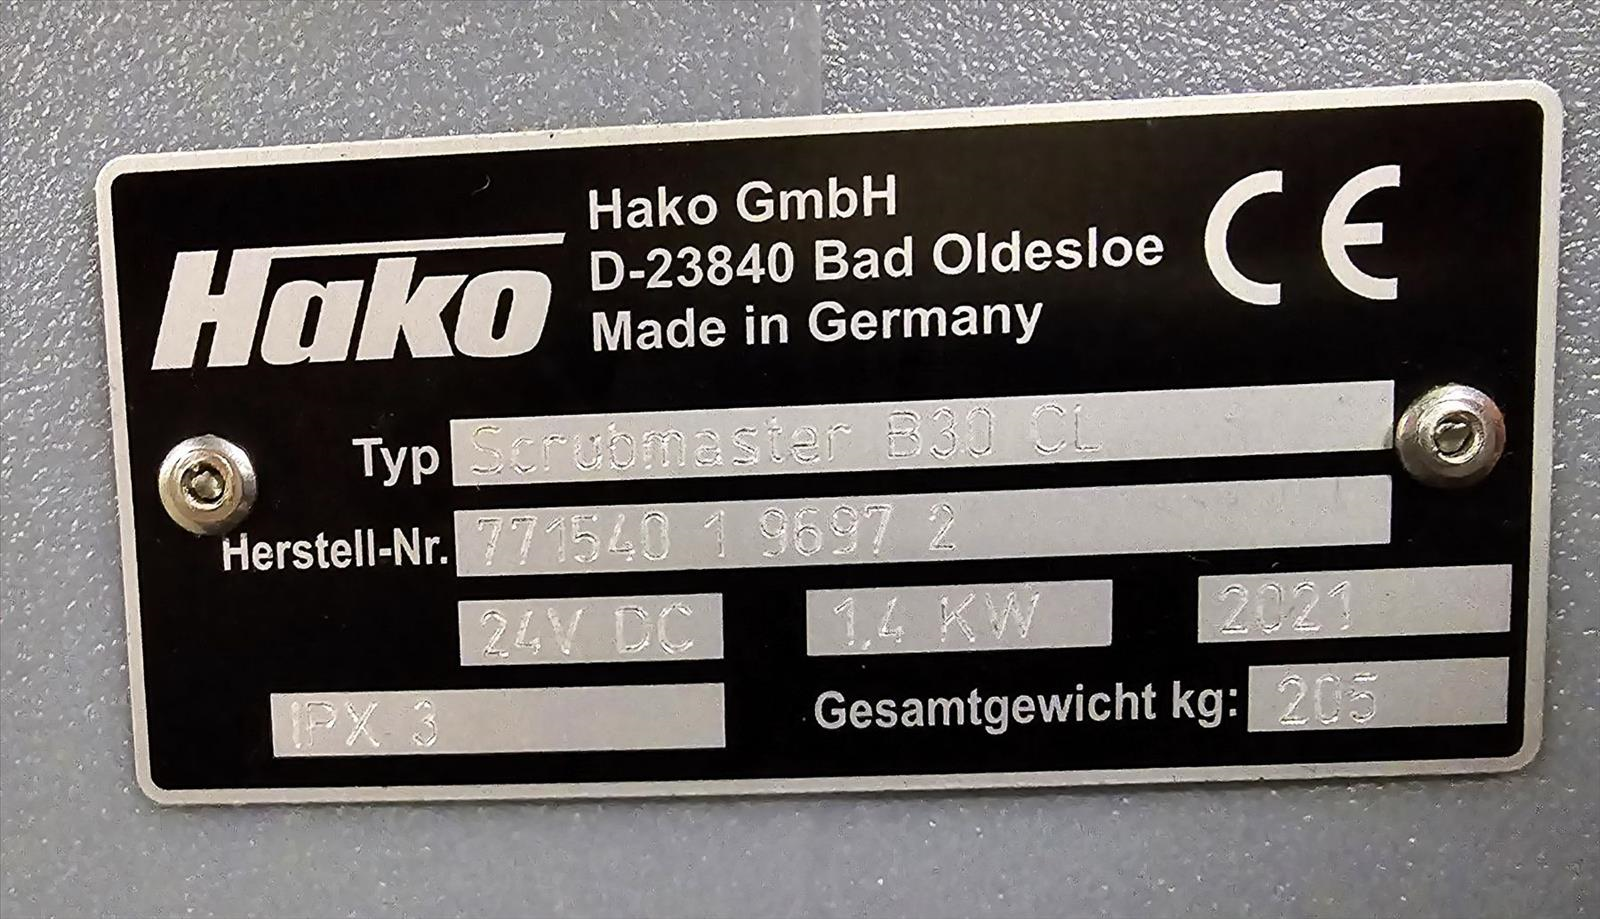 Hako
Hako GmbH
D-23840 Bad Oldesloe
Made in Germany
CE
Typ Scrubmaster B30 CL
Herstell-Nr. 771540 1 9697 2
24V DC 1,4 KW 2021
IPX 3 Gesamtgewicht kg: 205